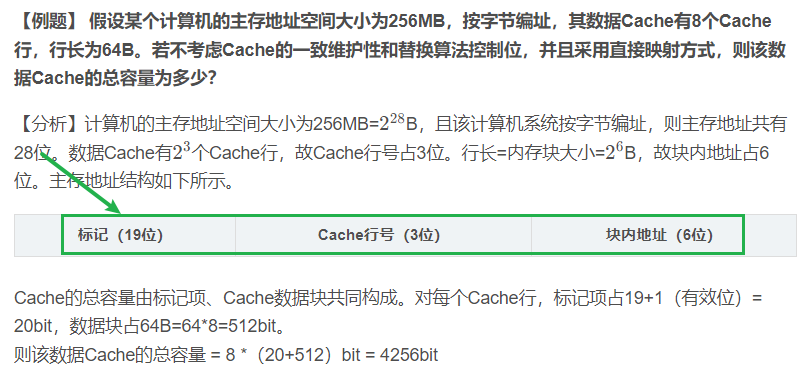 【例题】 假设某个计算机的主存地址空间大小为256MB，按字节编址，其数据Cache有8个Cache
行，行长为64B。若不考虑Cache的一致维护性和替换算法控制位，并且采用直接映射方式，则该数
据Cache的总容量为多少？
【分析】计算机的主存地址空间大小为256MB=2²⁸B，且该计算机系统按字节编址，则主存地址共有
28位。数据Cache有2³个Cache行，故Cache行号占3位。行长=内存块大小=2⁶B，故块内地址占6
位。主存地址结构如下所示。
标记（19位） Cache行号（3位） 块内地址（6位）
Cache的总容量由标记项、Cache数据块共同构成。对每个Cache行，标记项占19+1（有效位）=
20bit，数据块占64B=64*8=512bit。
则该数据Cache的总容量 = 8 *（20+512）bit = 4256bit